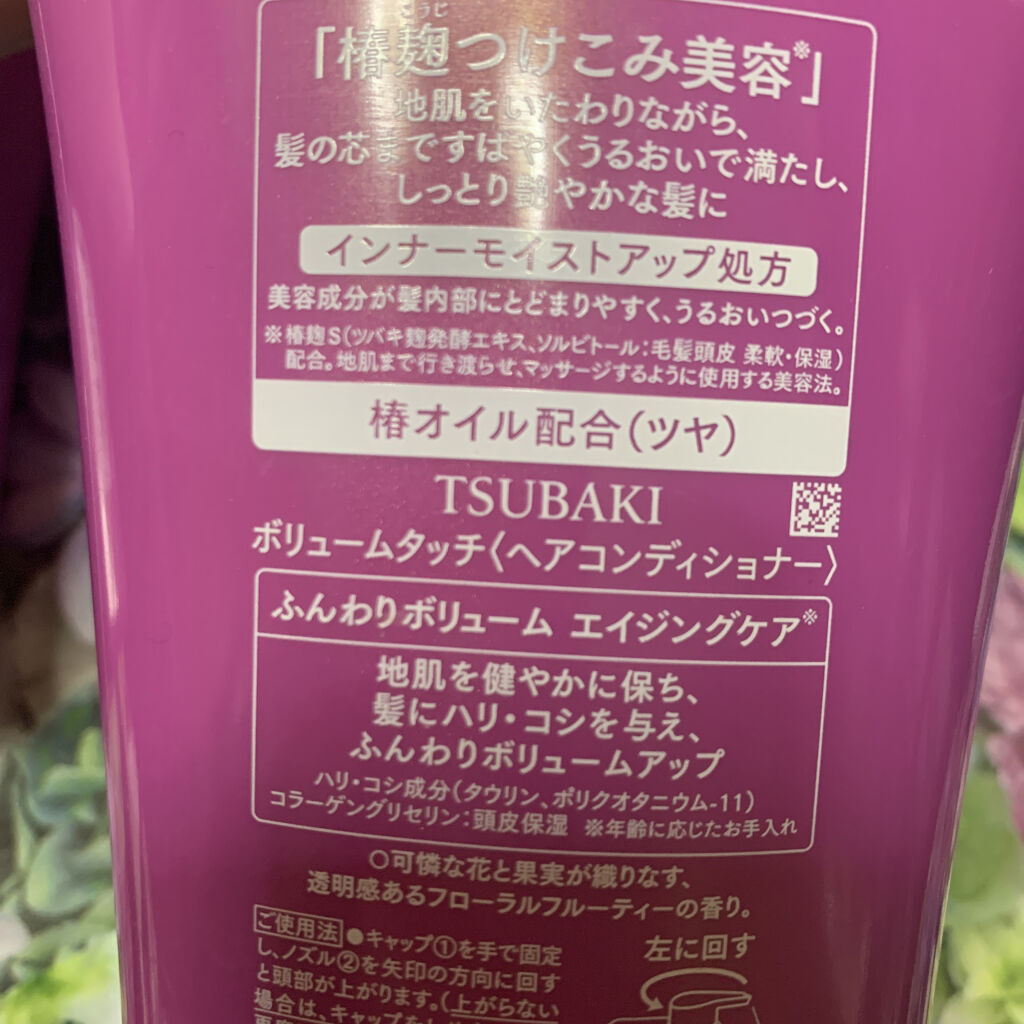 こうじ
「椿麹つけこみ美容※」
地肌をいたわりながら、
髪の芯まですばやくうるおいで満たし、
しっとり艶やかな髪に
インナーモイストアップ処方
美容成分が髪内部にとどまりやすく、うるおいつづく。
※椿麹S(ツバキ麹発酵エキス、ソルビトール:毛髪頭皮 柔軟・保湿)
配合。地肌まで行き渡らせ、マッサージするように使用する美容法。
椿オイル配合(ツヤ)
TSUBAKI
ボリュームタッチ〈ヘアコンディショナー〉
ふんわりボリューム エイジングケア※
地肌を健やかに保ち、
髪にハリ・コシを与え、
ふんわりボリュームアップ
ハリ・コシ成分(タウリン、ポリクオタニウム-11)
コラーゲングリセリン:頭皮保湿 ※年齢に応じたお手入れ
○可憐な花と果実が織りなす、
透明感あるフローラルフルーティーの香り。
ご使用法 ●キャップ①を手で固定
し、ノズル②を矢印の方向に回す
と頭部が上がります。(上がらない
場合は、キャップをし
左に回す